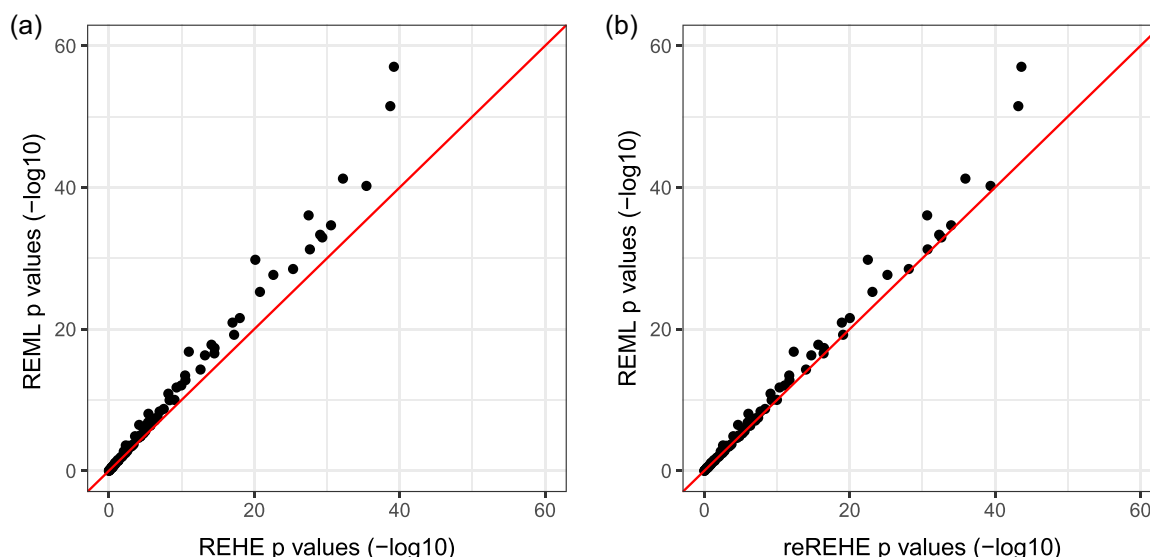 (a)
60
40
20
0
REML p values (−log10)
0 20 40 60
REHE p values (−log10)
(b)
60
40
20
0
REML p values (−log10)
0 20 40 60
reREHE p values (−log10)